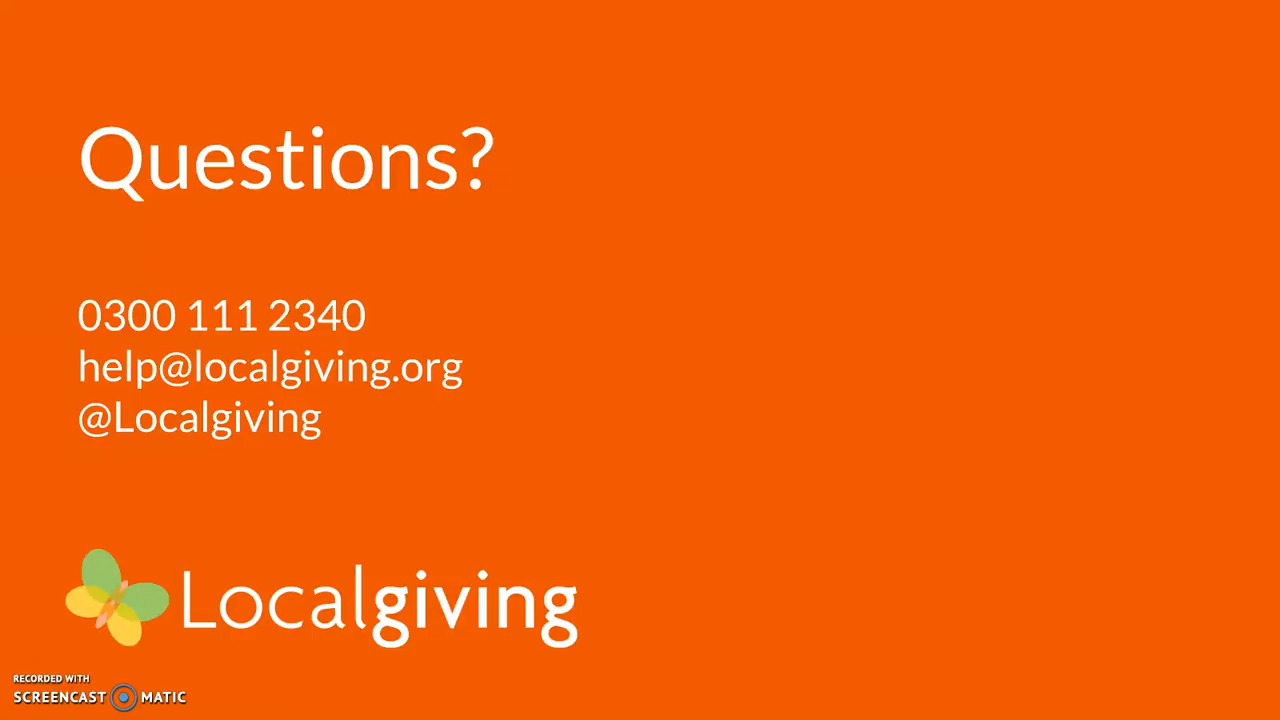 Questions?
0300 111 2340
help@localgiving.org
@Localgiving
Localgiving
RECORDED WITH
SCREENCAST MATIC